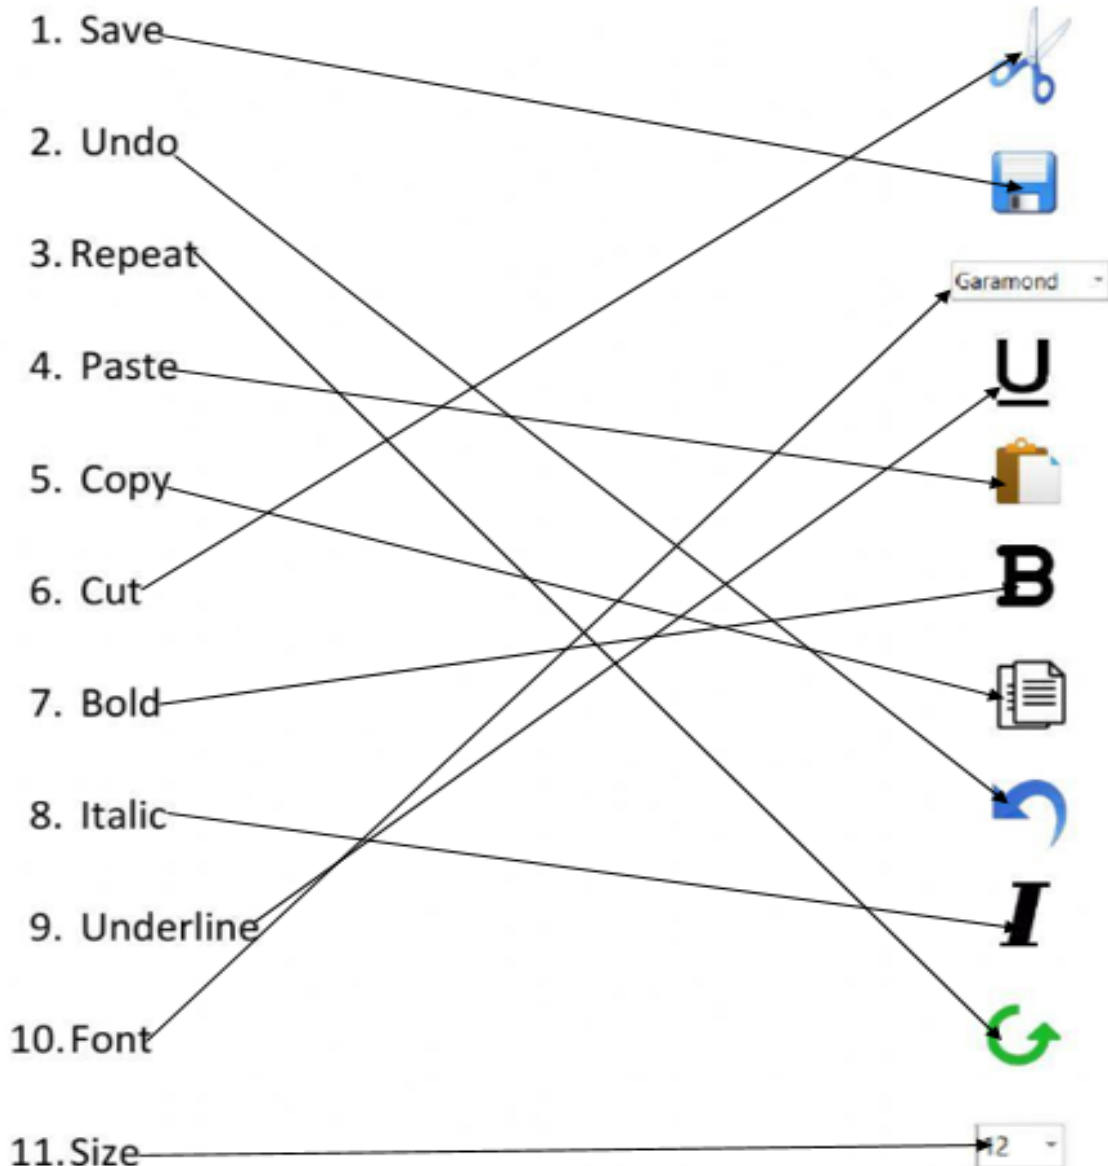 1. Save
2. Undo
3. Repeat
Garamond
4. Paste
U
5. Copy
6. Cut
B
7. Bold
8. Italic
9. Underline
I
10. Font
11. Size
12